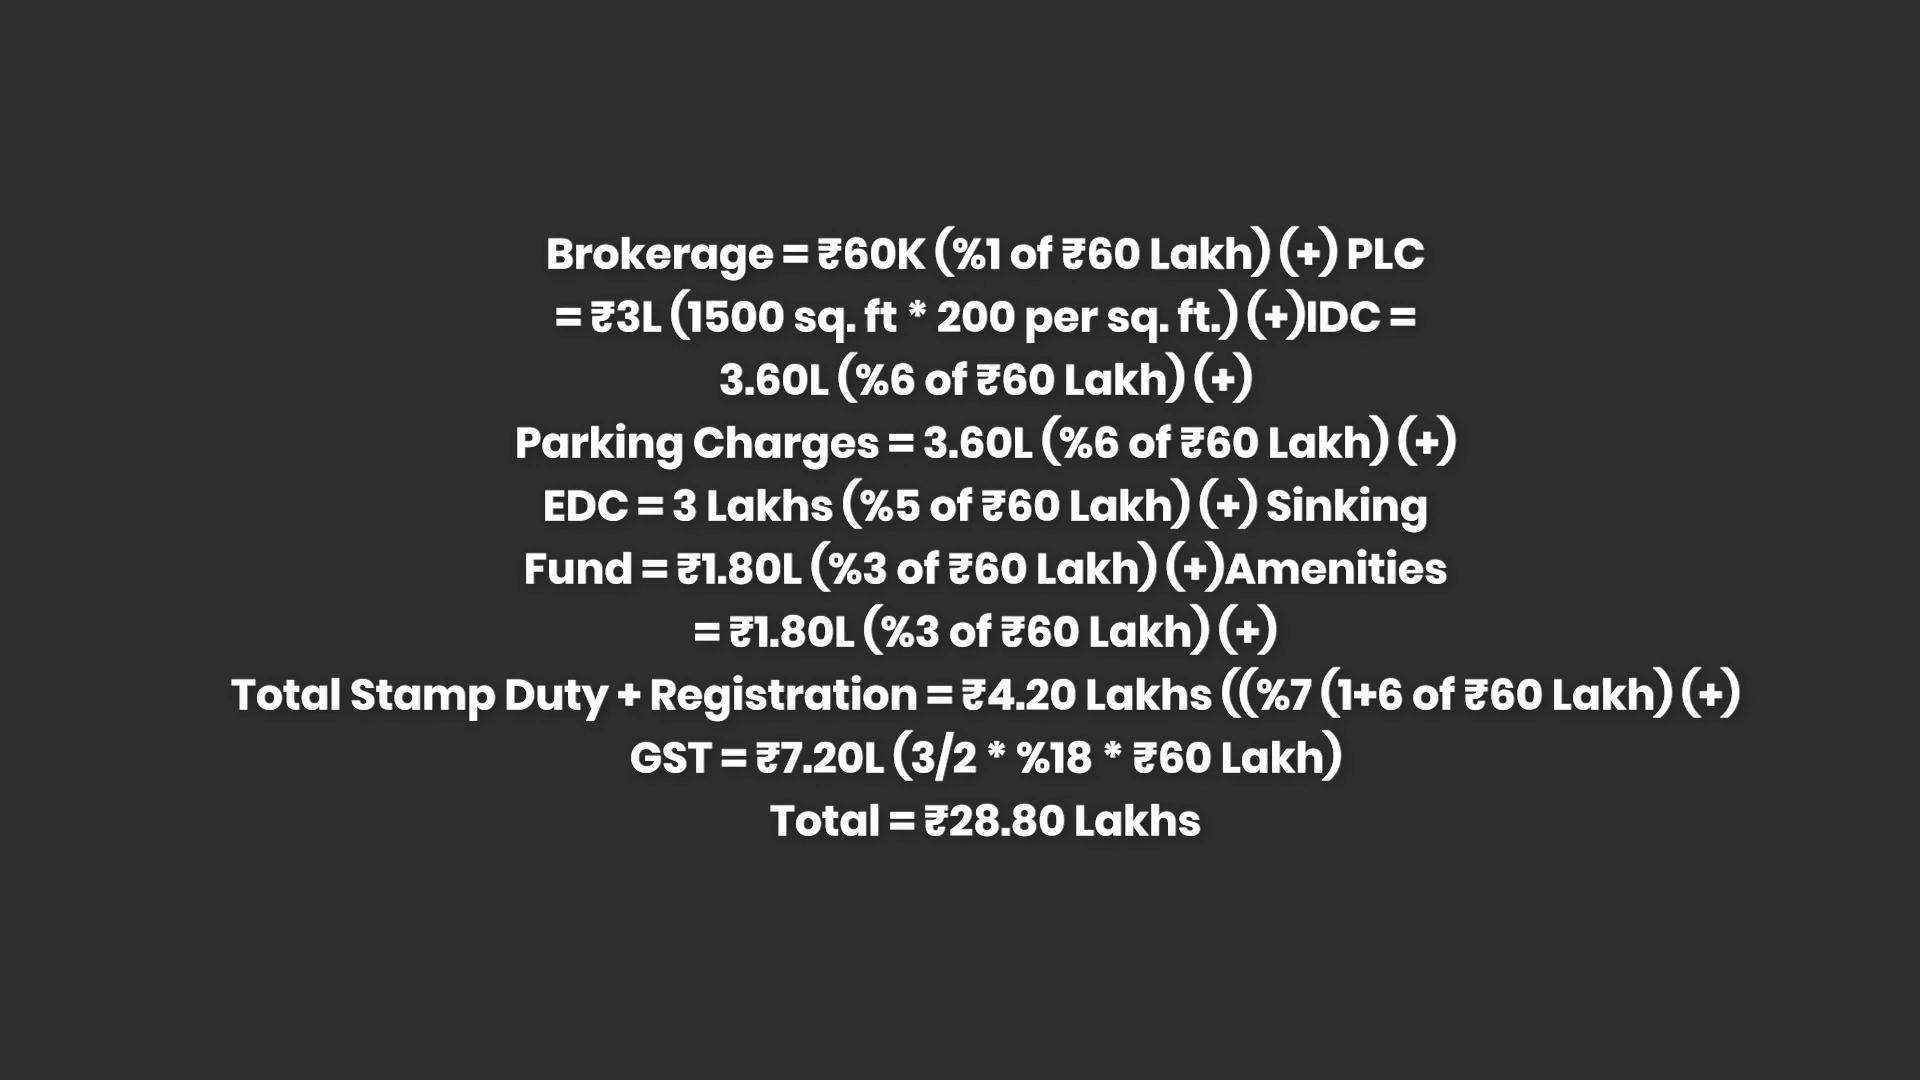 Brokerage = ₹60K (%1 of ₹60 Lakh) (+) PLC
= ₹3L (1500 sq. ft * 200 per sq. ft.) (+)IDC =
3.60L (%6 of ₹60 Lakh) (+)
Parking Charges = 3.60L (%6 of ₹60 Lakh) (+)
EDC = 3 Lakhs (%5 of ₹60 Lakh) (+) Sinking
Fund = ₹1.80L (%3 of ₹60 Lakh) (+)Amenities
= ₹1.80L (%3 of ₹60 Lakh) (+)
Total Stamp Duty + Registration = ₹4.20 Lakhs ((%7 (1+6 of ₹60 Lakh) (+)
GST = ₹7.20L (3/2 * %18 * ₹60 Lakh)
Total = ₹28.80 Lakhs